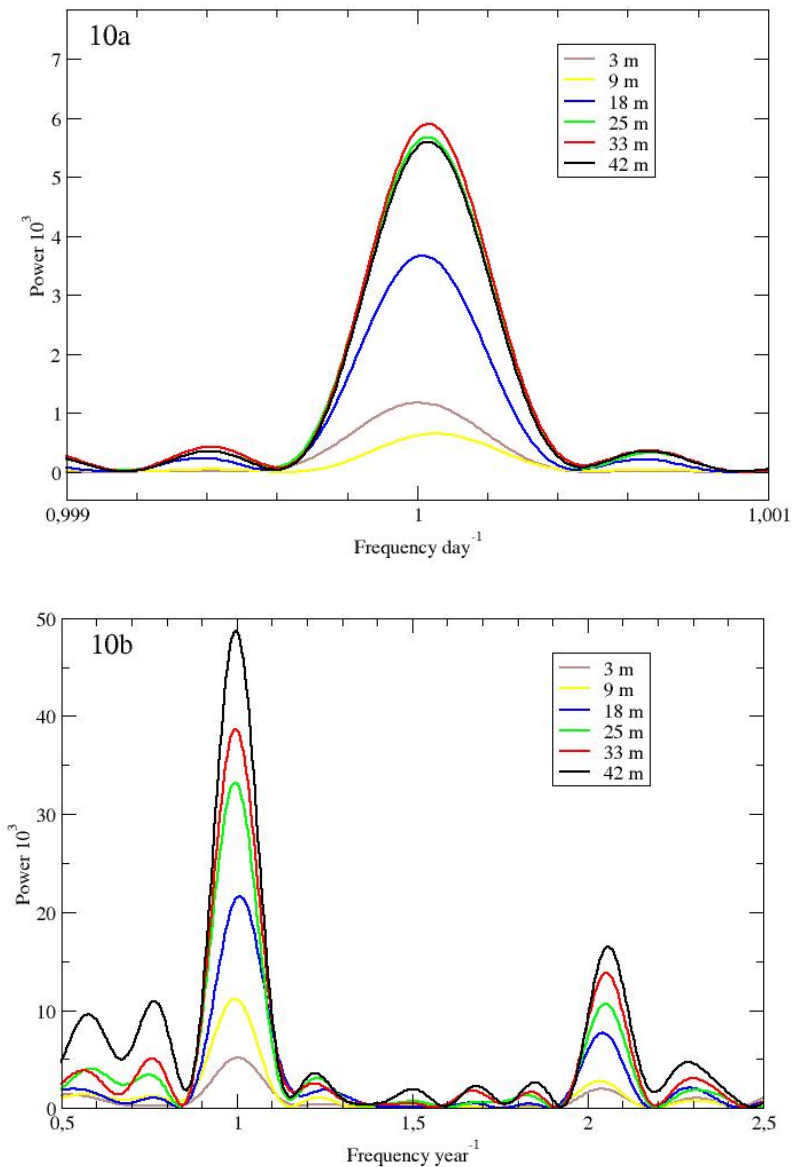 10a
7
6
5
4
3
2
1
0
Power 10³
3 m
9 m
18 m
25 m
33 m
42 m
0,999
1
1,001
Frequency day⁻¹
10b
50
40
30
20
10
0
Power 10³
3 m
9 m
18 m
25 m
33 m
42 m
0,5
1
1,5
2
2,5
Frequency year⁻¹